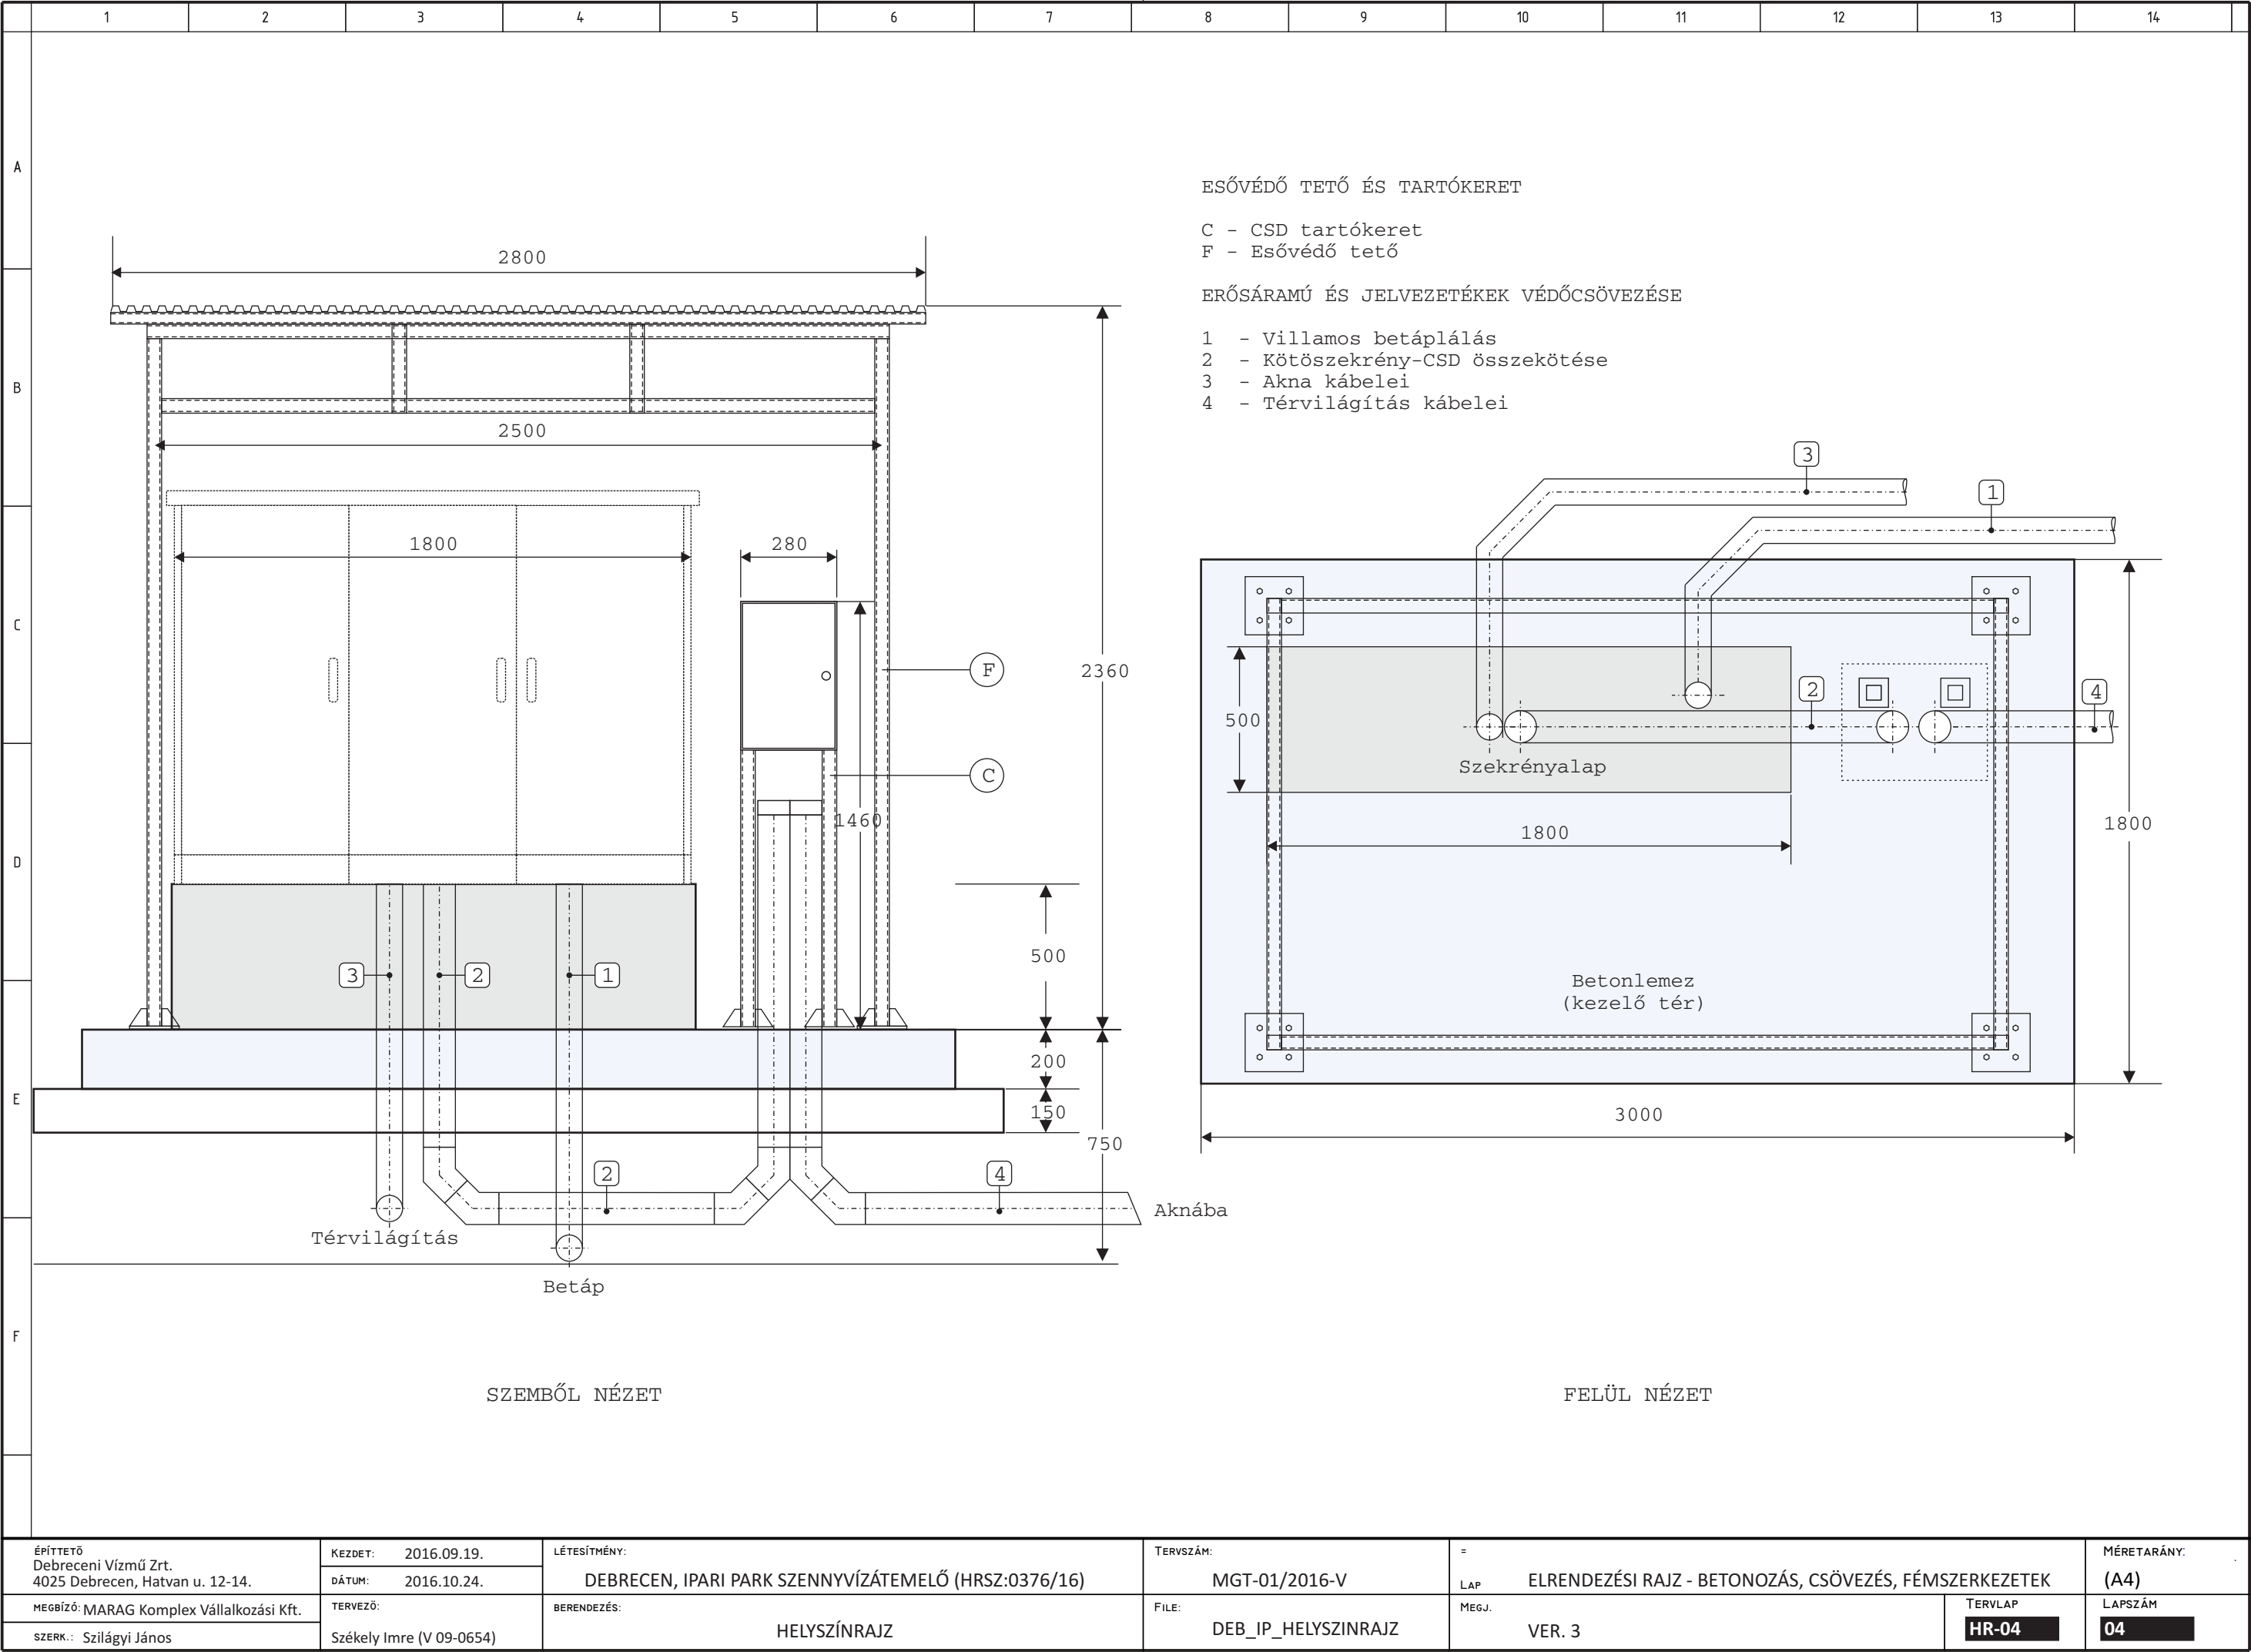 1 2 3 4 5 6 7 8 9 10 11 12 13 14
A
B
C
D
E
F
ESŐVÉDŐ TETŐ ÉS TARTÓKERET
C - CSD tartókeret
F - Esővédő tető
ERŐSÁRAMÚ ÉS JELVEZETÉKEK VÉDŐCSÖVEZÉSE
1 - Villamos betáplálás
2 - Kötöszekrény-CSD összekötése
3 - Akna kábelei
4 - Térvilágítás kábelei
2800
2500
1800
280
F
2360
C
1460
500
3
2
1
200
150
750
2
4
Aknába
Térvilágítás
Betáp
SZEMBŐL NÉZET
3
1
2
4
500
Szekrényalap
1800
1800
Betonlemez
(kezelő tér)
3000
FELÜL NÉZET
ÉPÍTTETŐ
Debreceni Vízmű Zrt.
4025 Debrecen, Hatvan u. 12-14.
MEGBÍZÓ: MARAG Komplex Vállalkozási Kft.
SZERK.: Szilágyi János
KEZDET: 2016.09.19.
DÁTUM: 2016.10.24.
TERVEZŐ:
Székely Imre (V 09-0654)
LÉTESÍTMÉNY:
DEBRECEN, IPARI PARK SZENNYVÍZÁTEMELŐ (HRSZ:0376/16)
BERENDEZÉS:
HELYSZÍNRAJZ
TERVSZÁM:
MGT-01/2016-V
FILE:
DEB_IP_HELYSZINRAJZ
=
LAP ELRENDEZÉSI RAJZ - BETONOZÁS, CSÖVEZÉS, FÉMSZERKEZETEK
MEGJ.
VER. 3
TERVLAP
HR-04
MÉRETARÁNY:
(A4)
LAPSZÁM
04